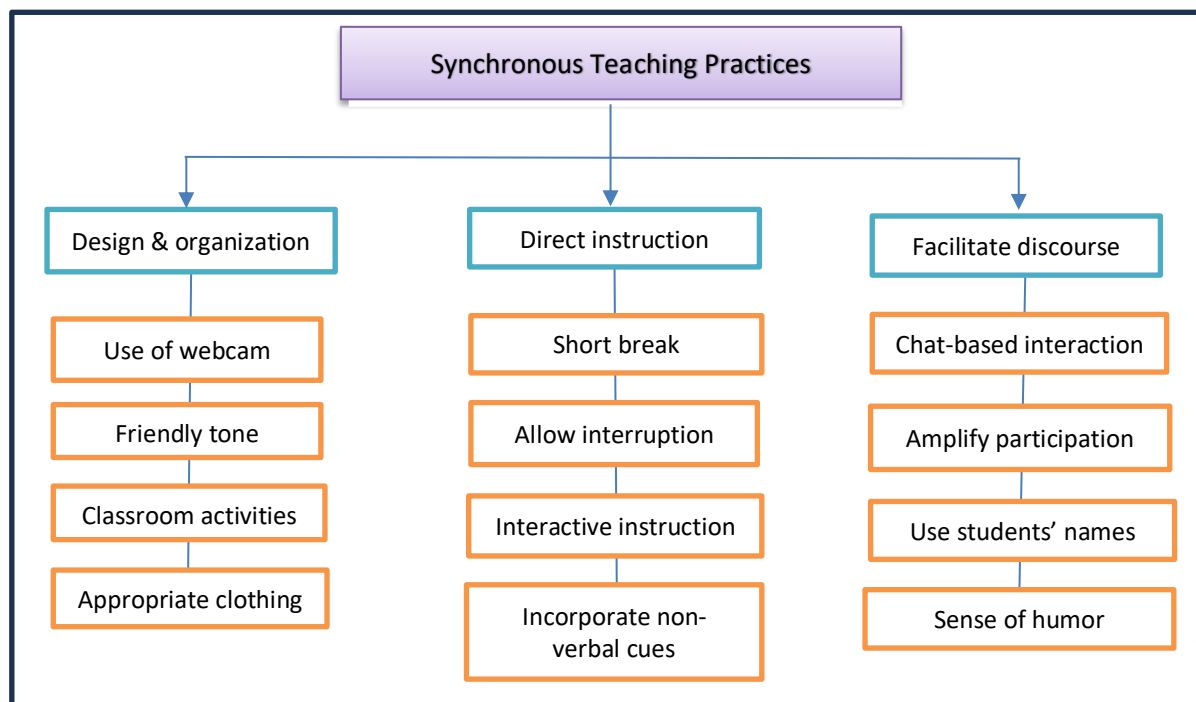 Synchronous Teaching Practices
Design & organization
Use of webcam
Friendly tone
Classroom activities
Appropriate clothing
Direct instruction
Short break
Allow interruption
Interactive instruction
Incorporate non-
verbal cues
Facilitate discourse
Chat-based interaction
Amplify participation
Use students’ names
Sense of humor